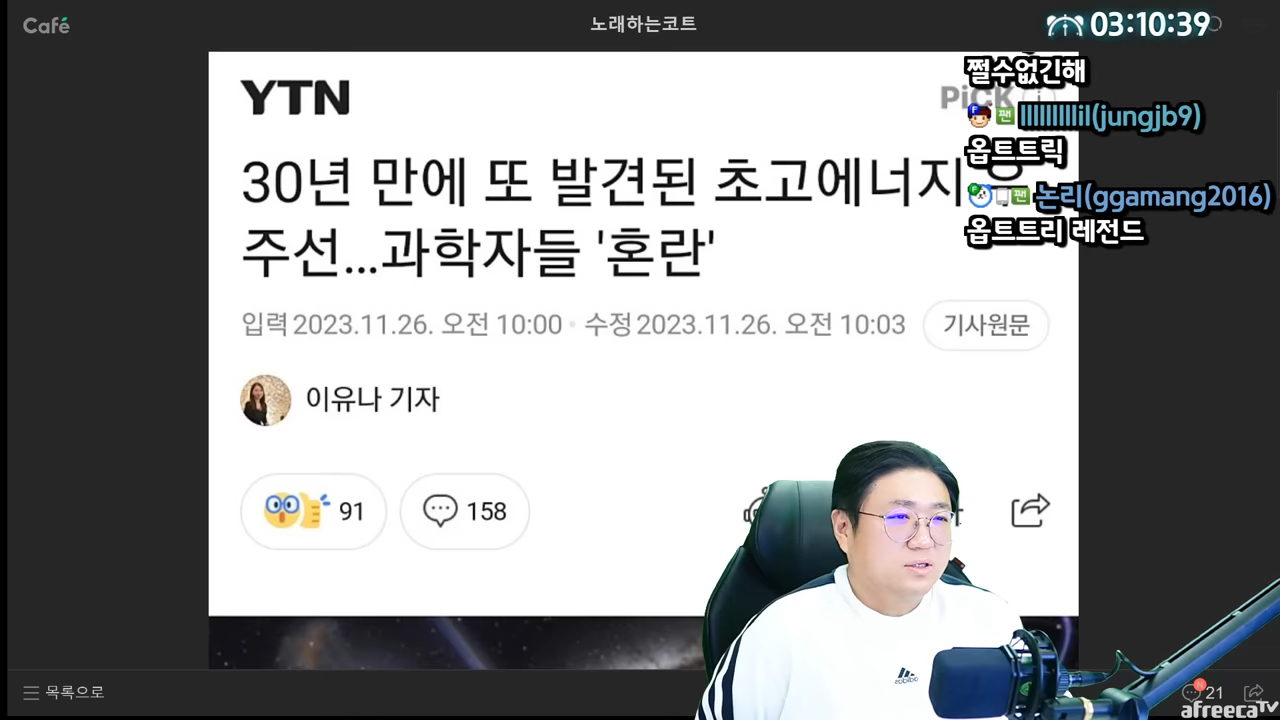 Café
노래하는코트
03:10:39
YTN
PiCK
30년 만에 또 발견된 초고에너지
주선...과학자들 '혼란'
입력 2023.11.26. 오전 10:00 · 수정 2023.11.26. 오전 10:03
기사원문
이유나 기자
91
158
쩔수없긴해
llllllllllil(jungjb9)
옵트트릭
논리(ggamang2016)
옵트트리 레전드
목록으로
21
afreecaTV